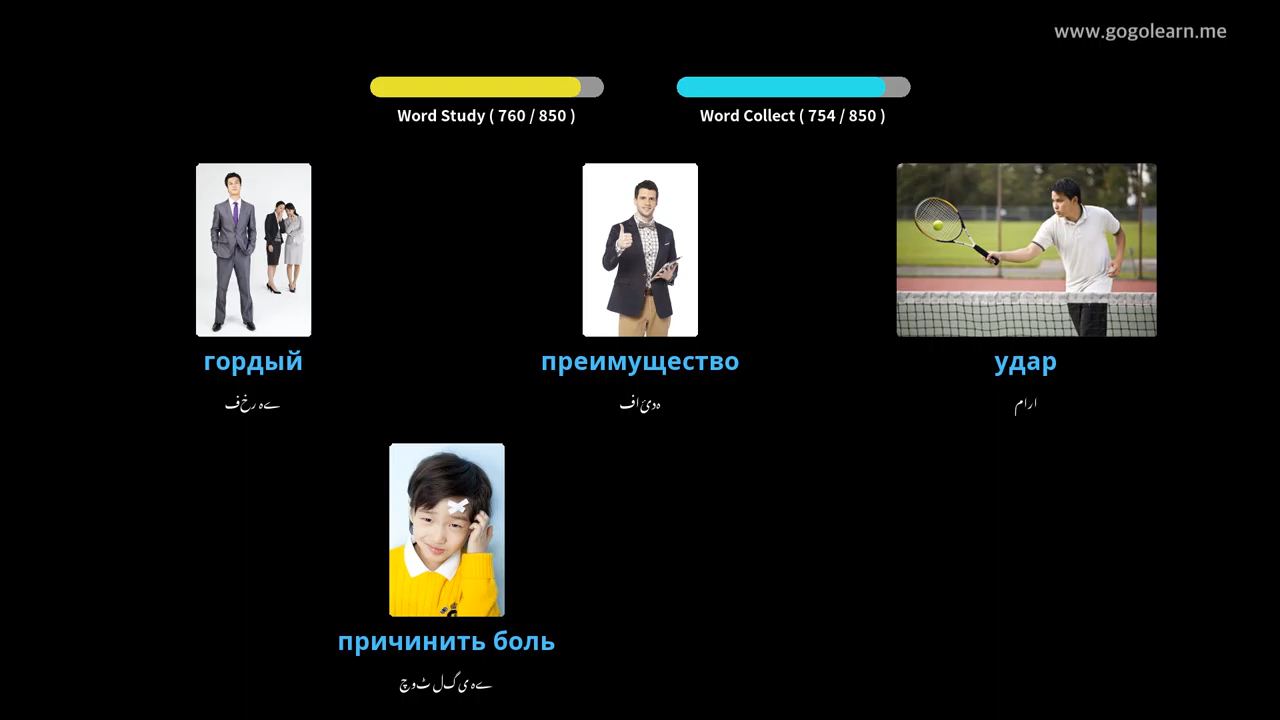 www.gogolearn.me
Word Study ( 760 / 850 )
Word Collect ( 754 / 850 )
гордый
преимущество
удар
فخر ہے
فائدہ
مارا
причинить боль
چوٹ لگی ہے